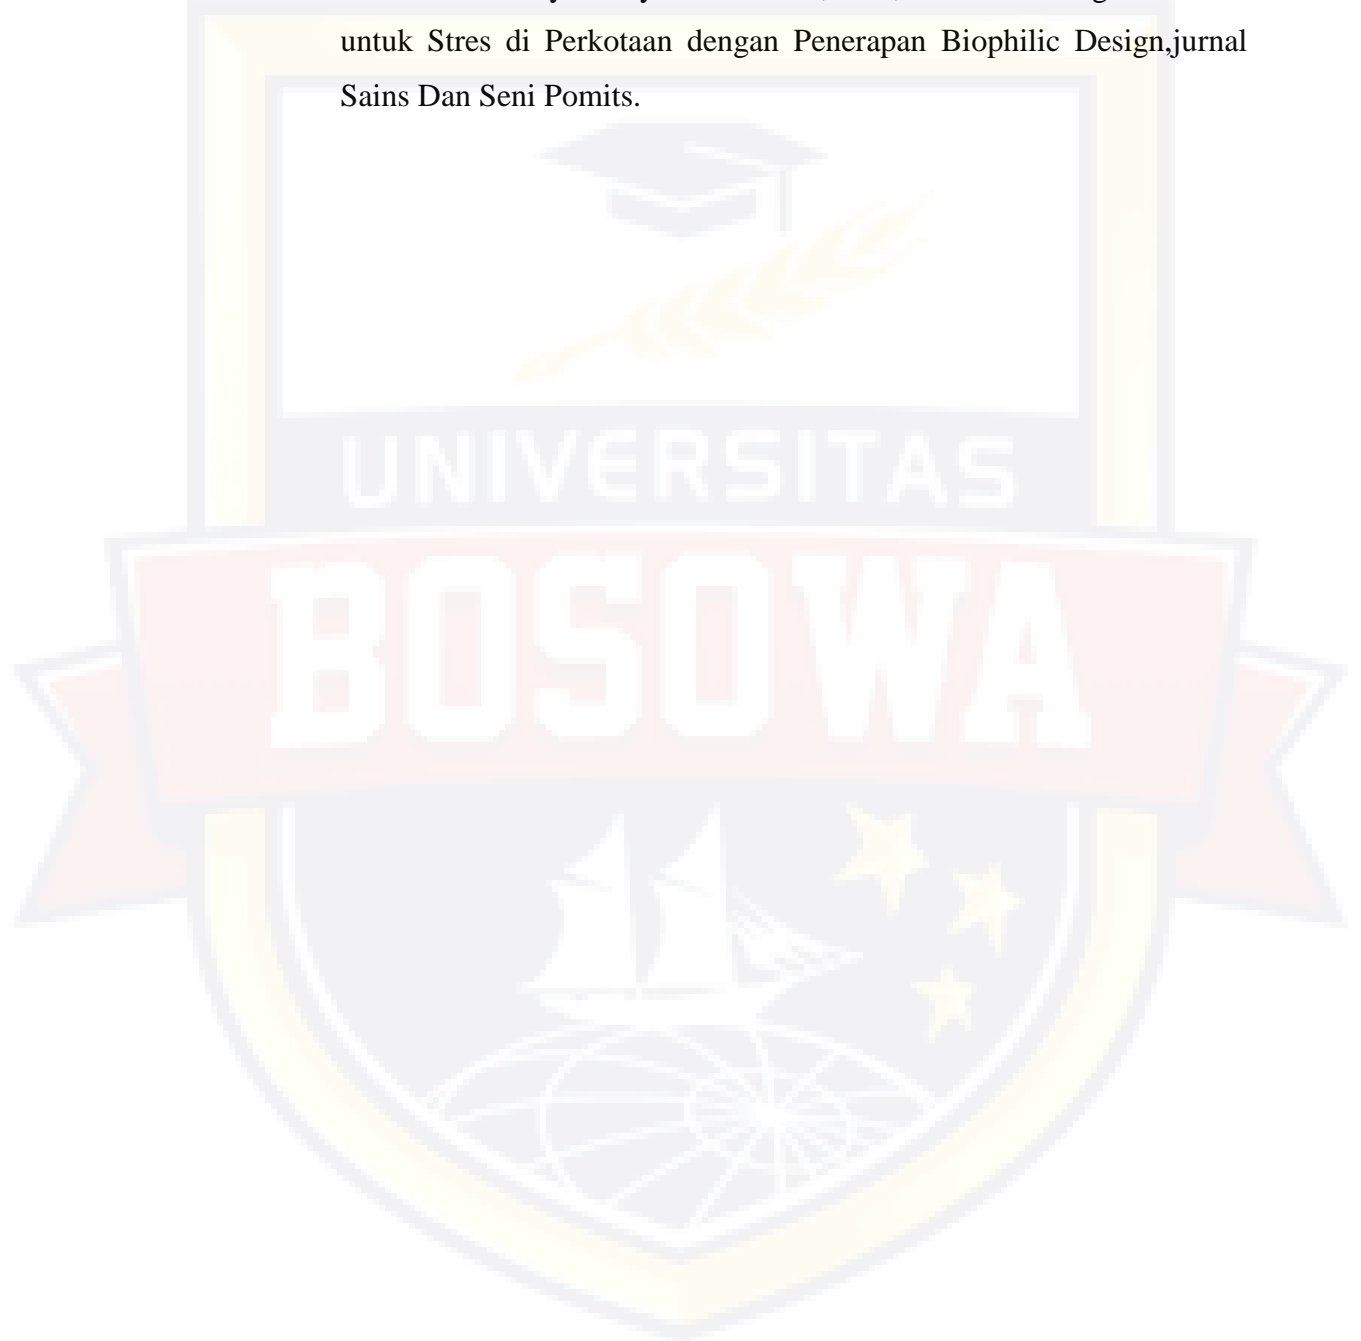 untuk Stres di Perkotaan dengan Penerapan Biophilic Design,jurnal
Sains Dan Seni Pomits.
UNIVERSITAS
BOSOWA